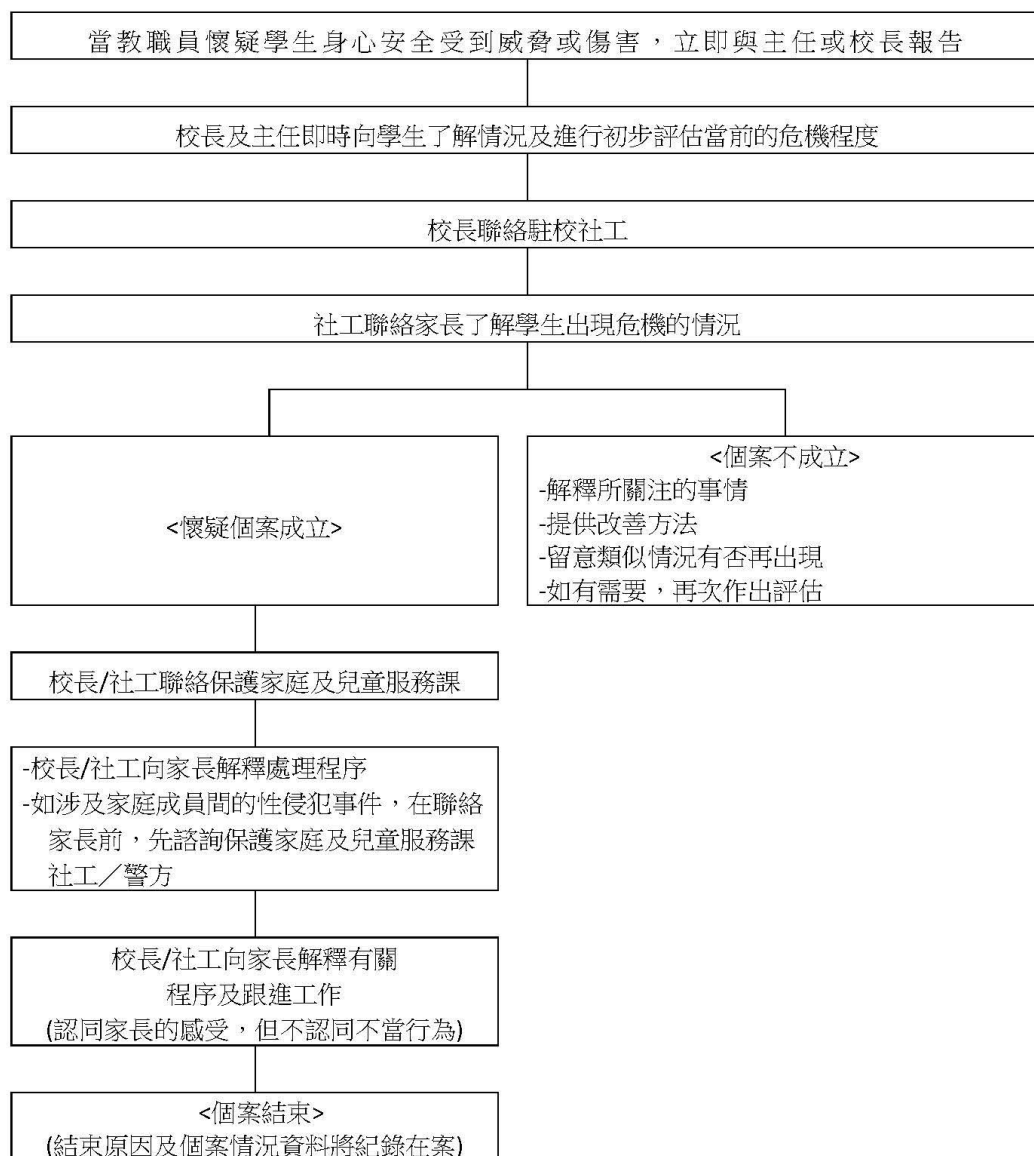 當教職員懷疑學生身心安全受到威脅或傷害，立即與主任或校長報告
校長及主任即時向學生了解情況及進行初步評估當前的危機程度
校長聯絡駐校社工
社工聯絡家長了解學生出現危機的情況
<懷疑個案成立>
<個案不成立>
-解釋所關注的事情
-提供改善方法
-留意類似情況有否再出現
-如有需要，再次作出評估
校長/社工聯絡保護家庭及兒童服務課
-校長/社工向家長解釋處理程序
-如涉及家庭成員間的性侵犯事件，在聯絡
家長前，先諮詢保護家庭及兒童服務課
社工／警方
校長/社工向家長解釋有關
程序及跟進工作
(認同家長的感受，但不認同不當行為)
<個案結束>
(結束原因及個案情況資料將紀錄在案)